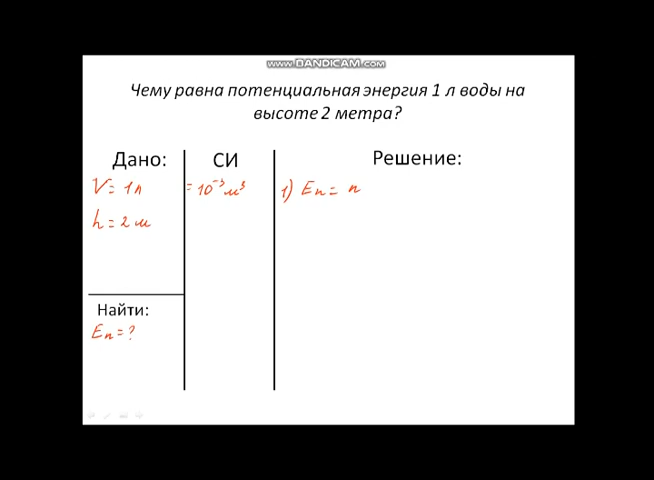 www.BANDICAM.com
Чему равна потенциальная энергия 1 л воды на
высоте 2 метра?
Дано:
СИ
Решение:
V = 1л
= 10⁻³ м³
1) Eп =
h = 2 м
Найти:
Eп = ?